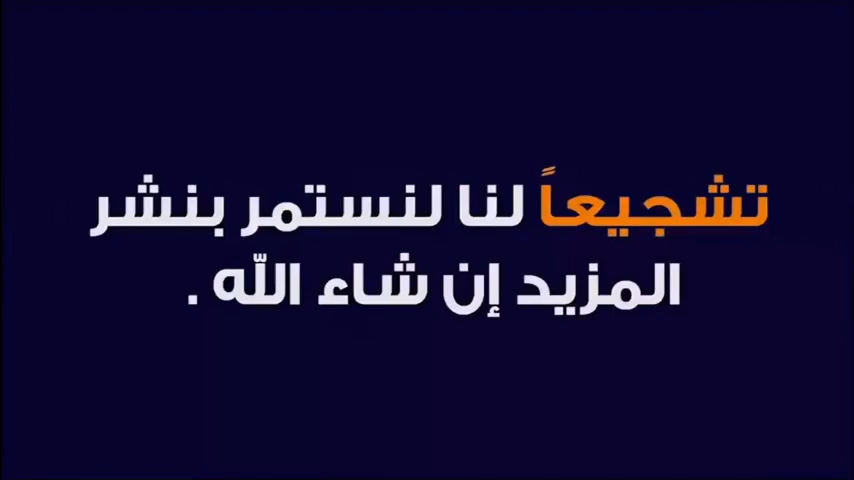 تشجيعاً لنا لنستمر بنشر
المزيد إن شاء الله .